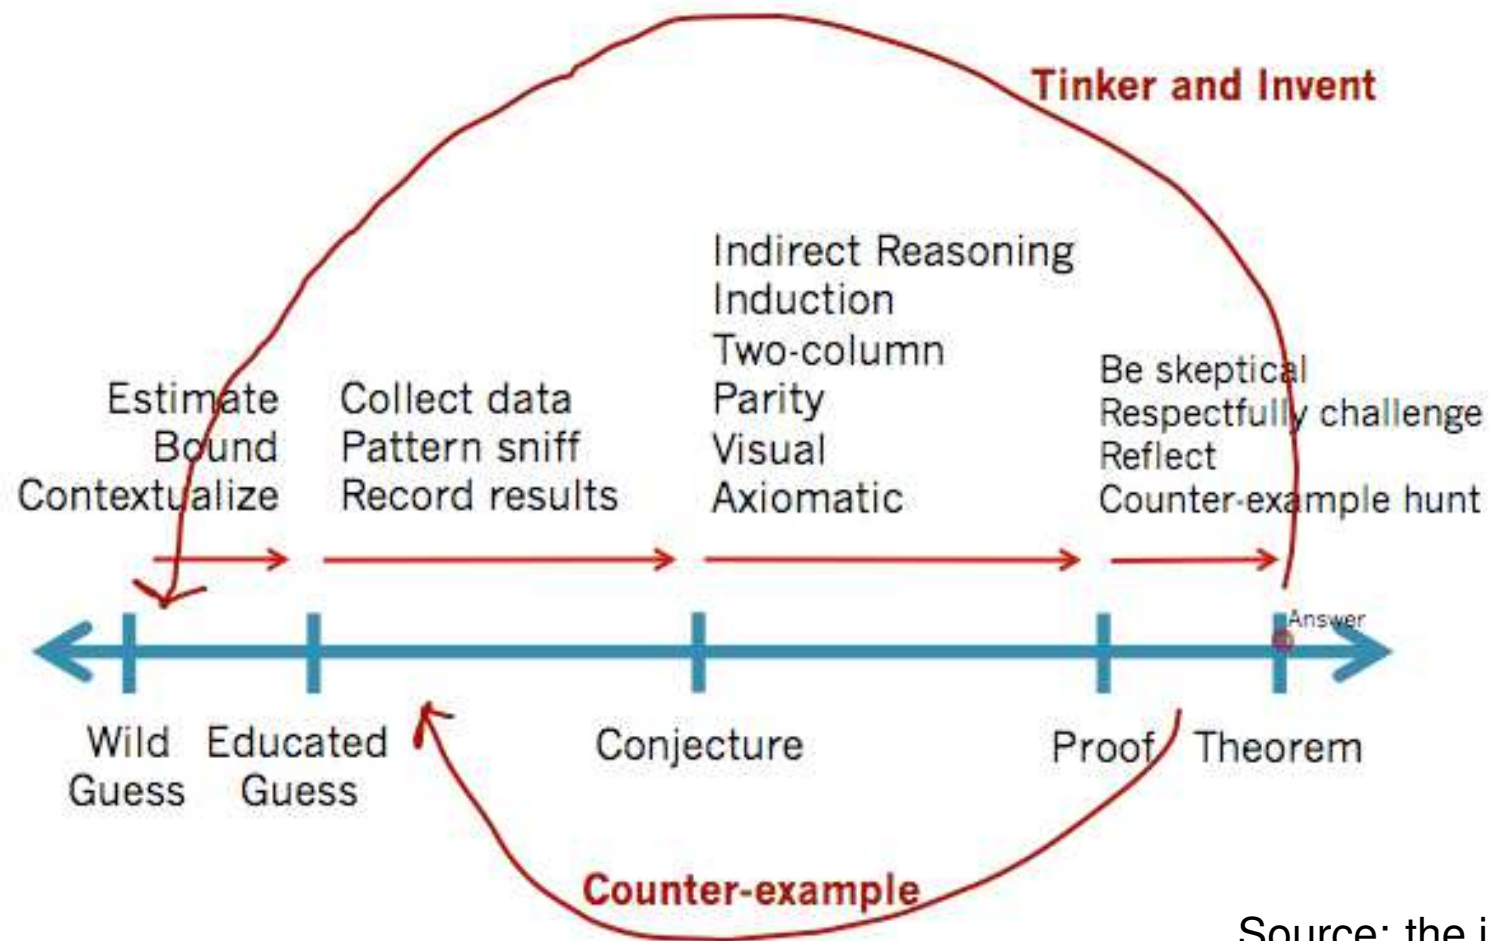 Tinker and Invent
Estimate
Bound
Contextualize
Collect data
Pattern sniff
Record results
Indirect Reasoning
Induction
Two-column
Parity
Visual
Axiomatic
Be skeptical
Respectfully challenge
Reflect
Counter-example hunt
Answer
Wild
Guess
Educated
Guess
Conjecture
Proof
Theorem
Counter-example
Source: the i